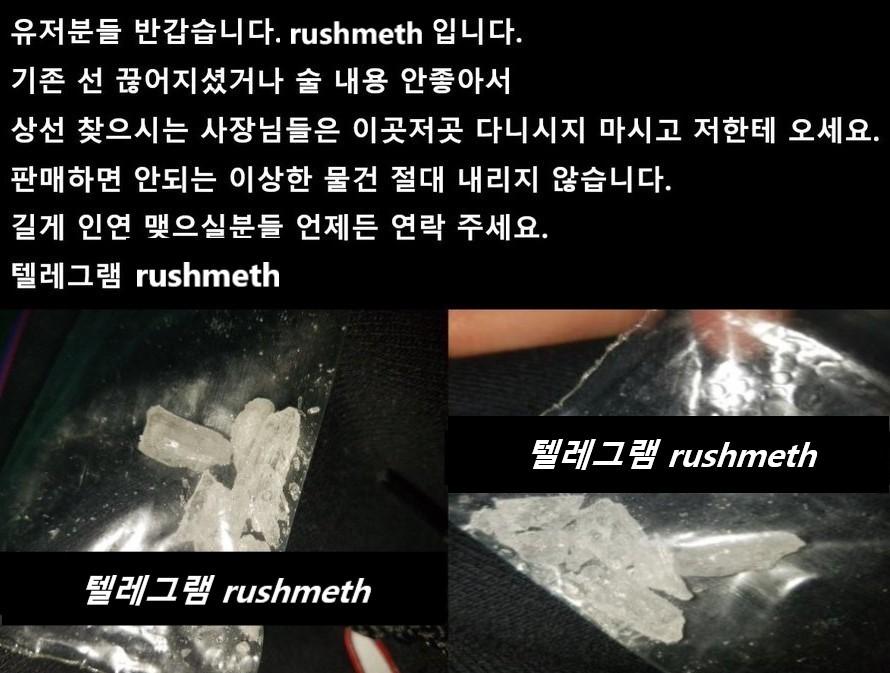 유저분들 반갑습니다. rushmeth 입니다.
기존 선 끊어지셨거나 술 내용 안좋아서
상선 찾으시는 사장님들은 이곳저곳 다니시지 마시고 저한테 오세요.
판매하면 안되는 이상한 물건 절대 내리지 않습니다.
길게 인연 맺으실분들 언제든 연락 주세요.
텔레그램 rushmeth
텔레그램 rushmeth
텔레그램 rushmeth